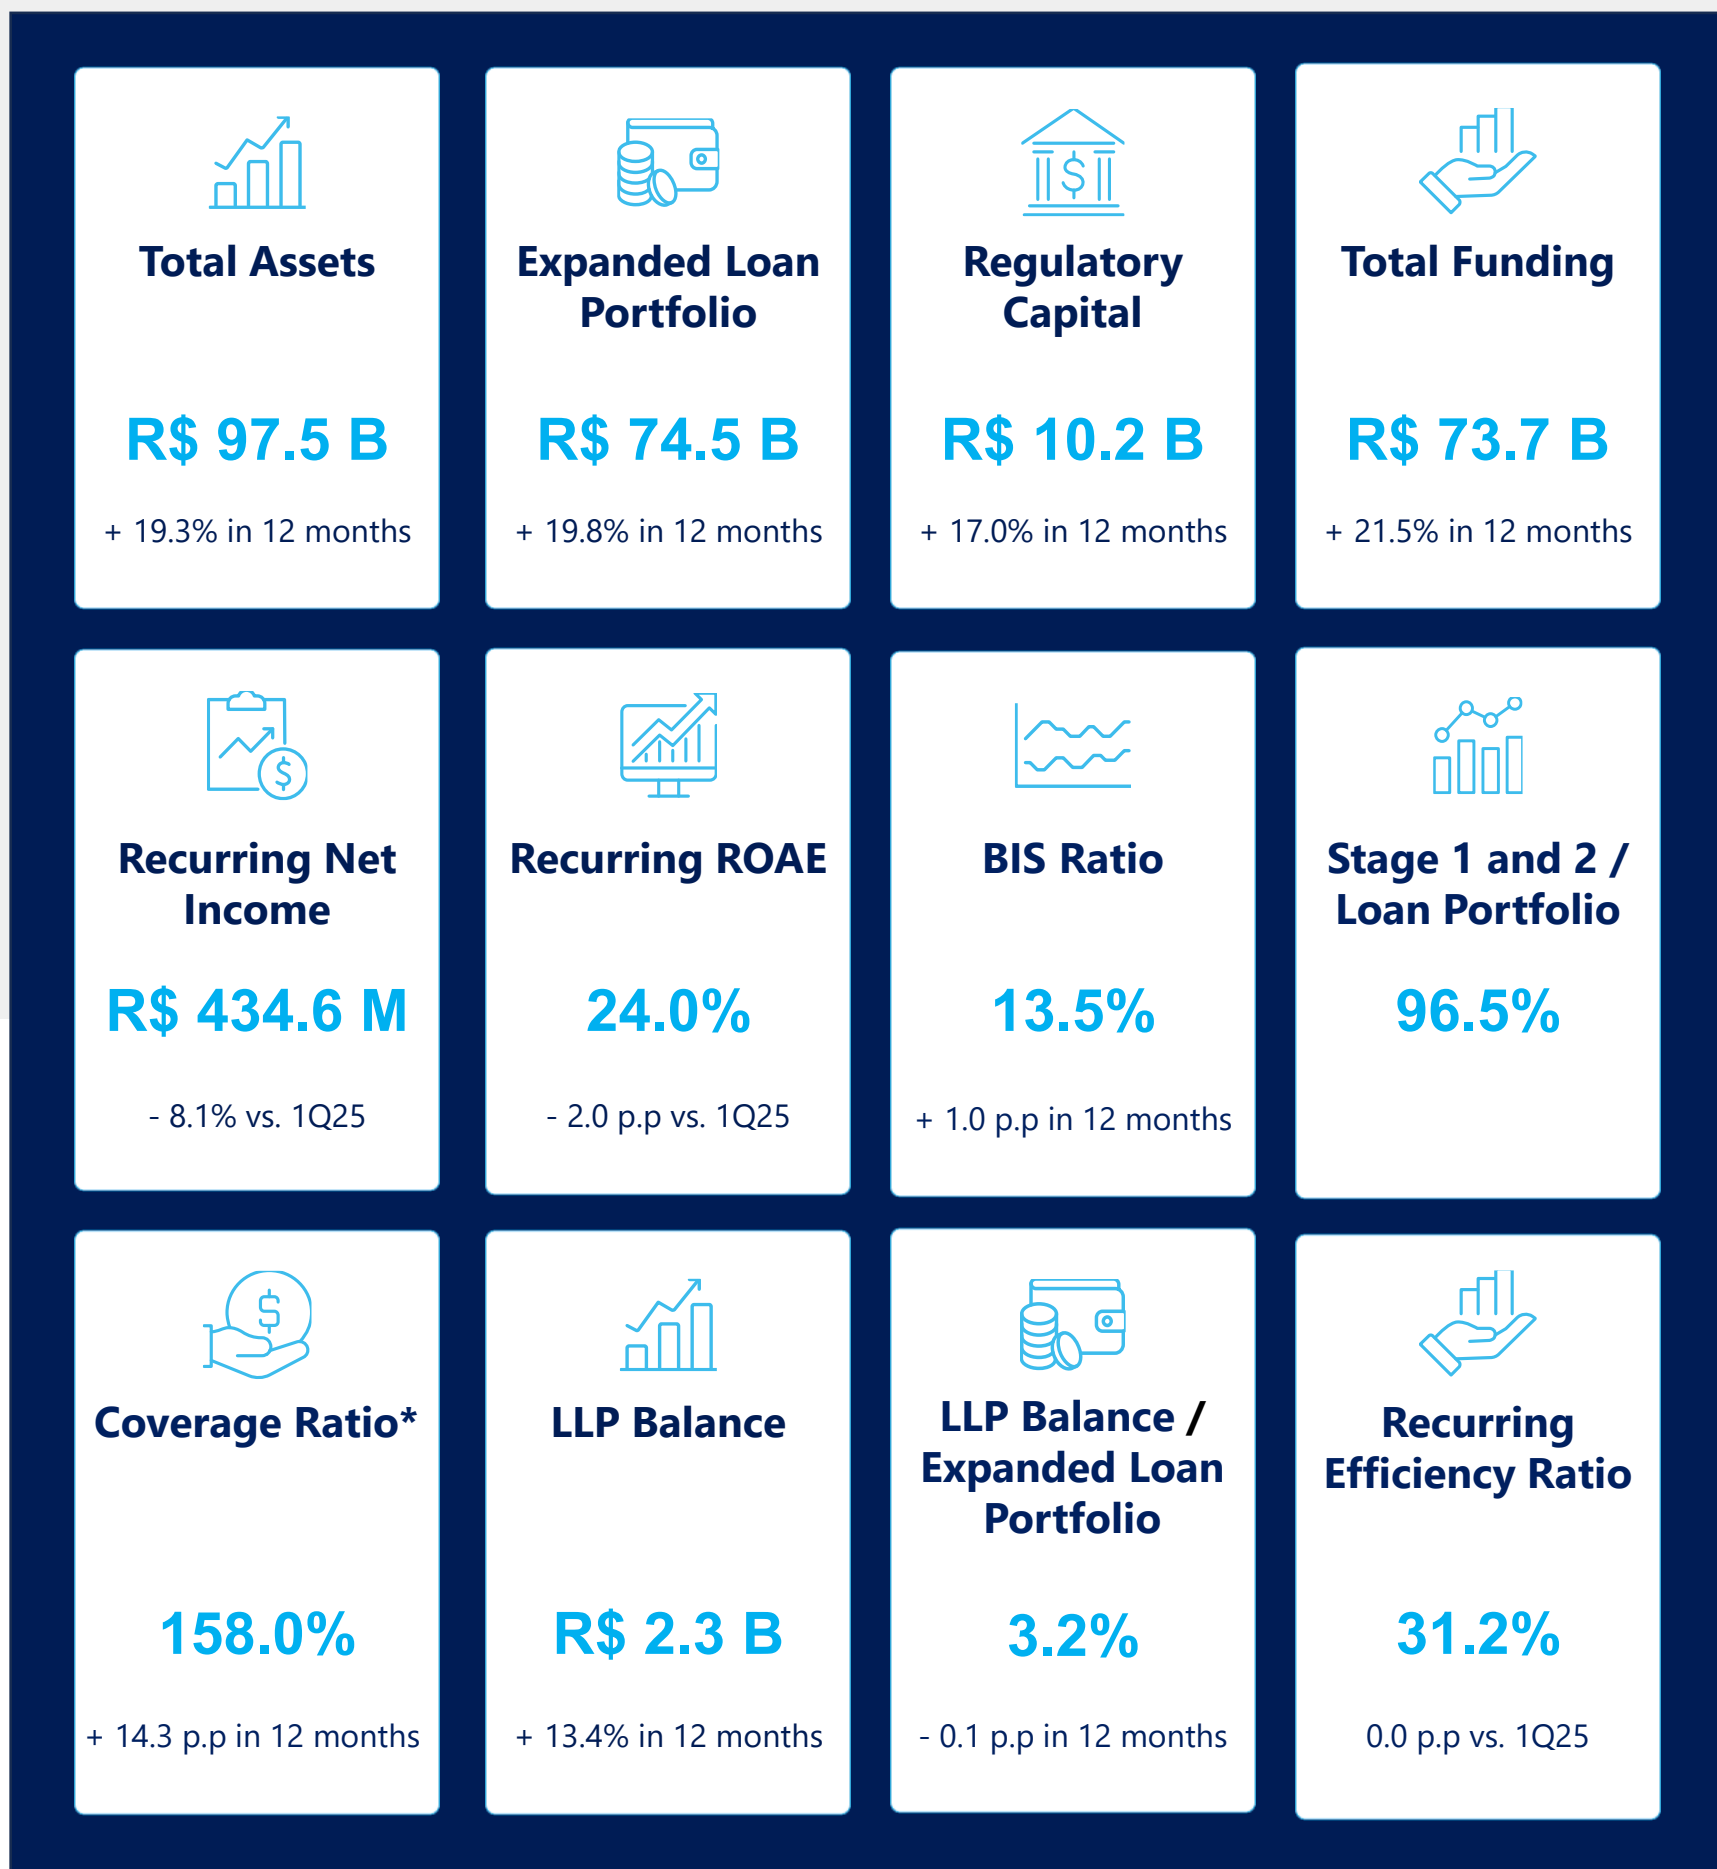 Total Assets
R$ 97.5 B
+ 19.3% in 12 months
Expanded Loan
Portfolio
R$ 74.5 B
+ 19.8% in 12 months
Regulatory
Capital
R$ 10.2 B
+ 17.0% in 12 months
Total Funding
R$ 73.7 B
+ 21.5% in 12 months
Recurring Net
Income
R$ 434.6 M
- 8.1% vs. 1Q25
Recurring ROAE
24.0%
- 2.0 p.p vs. 1Q25
BIS Ratio
13.5%
+ 1.0 p.p in 12 months
Stage 1 and 2 /
Loan Portfolio
96.5%
Coverage Ratio*
158.0%
+ 14.3 p.p in 12 months
LLP Balance
R$ 2.3 B
+ 13.4% in 12 months
LLP Balance /
Expanded Loan
Portfolio
3.2%
- 0.1 p.p in 12 months
Recurring
Efficiency Ratio
31.2%
0.0 p.p vs. 1Q25